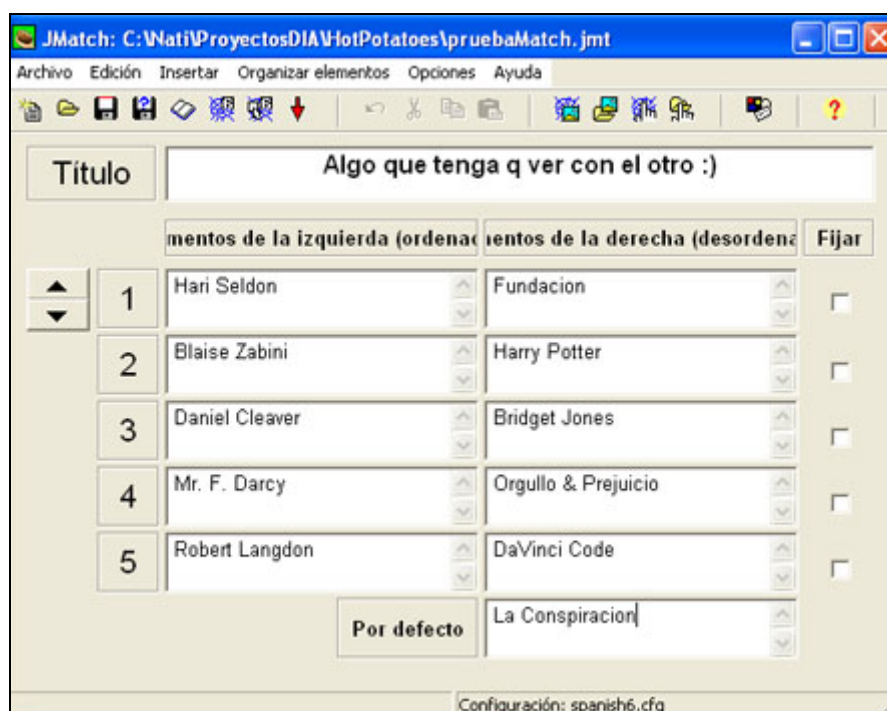 JMatch: C:\Nati\ProyectosDIA\HotPotatoes\pruebaMatch.jmt
Archivo Edición Insertar Organizar elementos Opciones Ayuda
Título
Algo que tenga q ver con el otro :)
mentos de la izquierda (ordenad
entos de la derecha (desordena
Fijar
1 Hari Seldon Fundacion
2 Blaise Zabini Harry Potter
3 Daniel Cleaver Bridget Jones
4 Mr. F. Darcy Orgullo & Prejuicio
5 Robert Langdon DaVinci Code
Por defecto La Conspiracion
Configuración: spanish6.cfg